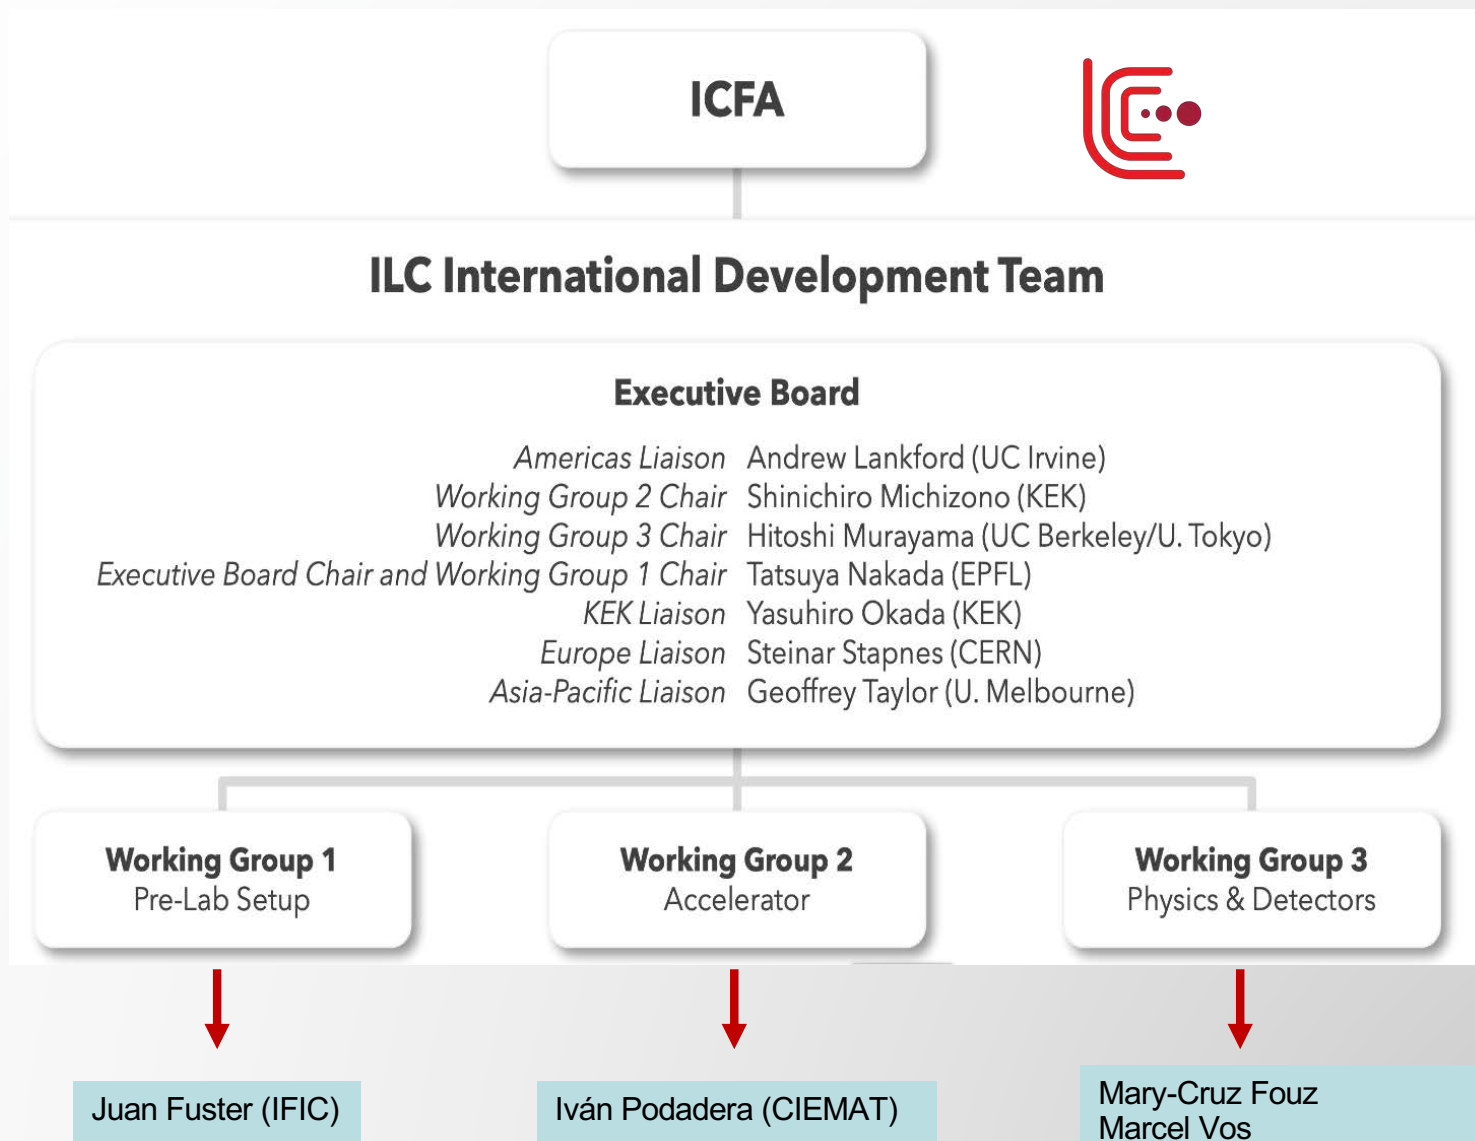 ICFA
ILC International Development Team
Executive Board
Americas Liaison Andrew Lankford (UC Irvine)
Working Group 2 Chair Shinichiro Michizono (KEK)
Working Group 3 Chair Hitoshi Murayama (UC Berkeley/U. Tokyo)
Executive Board Chair and Working Group 1 Chair Tatsuya Nakada (EPFL)
KEK Liaison Yasuhiro Okada (KEK)
Europe Liaison Steinar Stapnes (CERN)
Asia-Pacific Liaison Geoffrey Taylor (U. Melbourne)
Working Group 1
Pre-Lab Setup
Working Group 2
Accelerator
Working Group 3
Physics & Detectors
Juan Fuster (IFIC)
Iván Podadera (CIEMAT)
Mary-Cruz Fouz
Marcel Vos